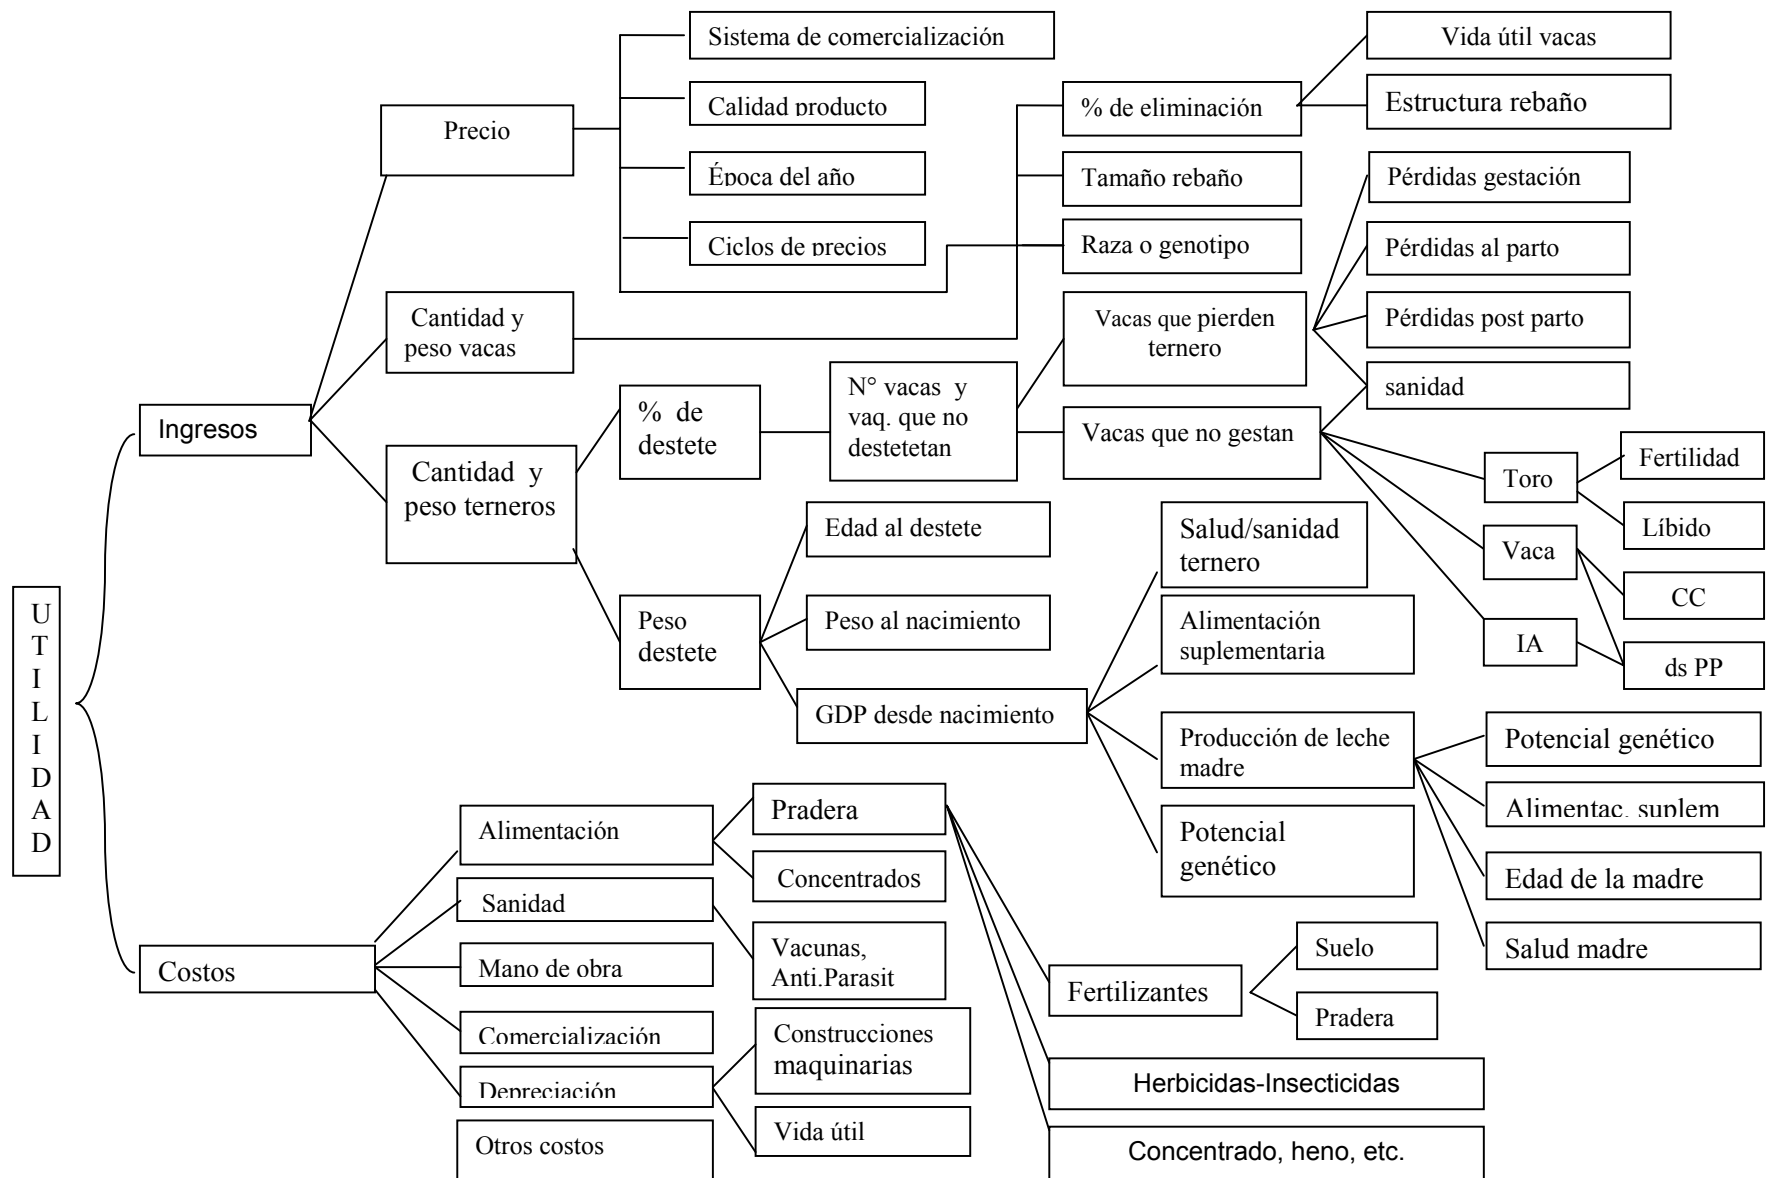 UTILIDAD
Ingresos
Precio
Sistema de comercialización
Calidad producto
Época del año
Ciclos de precios
Cantidad y
peso vacas
% de eliminación
Vida útil vacas
Estructura rebaño
Tamaño rebaño
Raza o genotipo
Cantidad y
peso terneros
% de
destete
N° vacas y
vaq. que no
destetetan
Vacas que pierden
ternero
Pérdidas gestación
Pérdidas al parto
Pérdidas post parto
sanidad
Vacas que no gestan
Toro
Fertilidad
Líbido
Vaca
CC
IA
ds PP
Peso
destete
Edad al destete
Peso al nacimiento
GDP desde nacimiento
Salud/sanidad
ternero
Alimentación
suplementaria
Producción de leche
madre
Potencial genético
Alimentac. suplem
Edad de la madre
Salud madre
Potencial
genético
Costos
Alimentación
Pradera
Concentrados
Fertilizantes
Suelo
Pradera
Herbicidas-Insecticidas
Concentrado, heno, etc.
Sanidad
Vacunas,
Anti.Parasit
Mano de obra
Comercialización
Depreciación
Construcciones
maquinarias
Vida útil
Otros costos